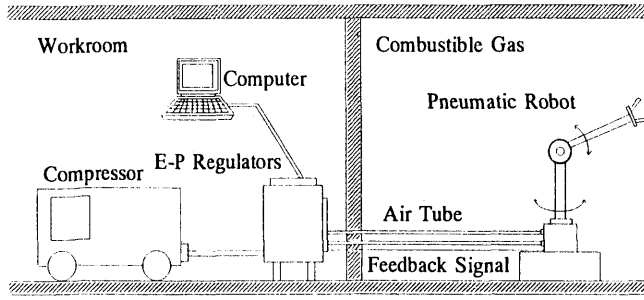 Workroom
Combustible Gas
Computer
Pneumatic Robot
E-P Regulators
Compressor
Air Tube
Feedback Signal